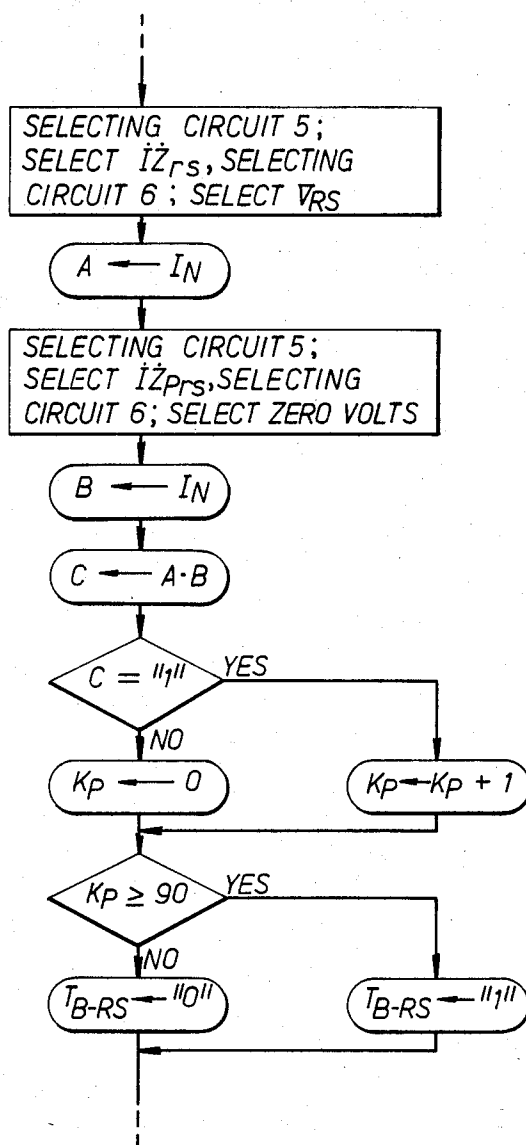 SELECTING CIRCUIT 5;
SELECT İŻrs, SELECTING
CIRCUIT 6; SELECT VRS
A ← IN
SELECTING CIRCUIT 5;
SELECT İŻPrs, SELECTING
CIRCUIT 6; SELECT ZERO VOLTS
B ← IN
C ← A·B
C = "1"
YES
NO
KP ← 0
KP ← KP + 1
KP ≥ 90
YES
NO
TB-RS ← "0"
TB-RS ← "1"